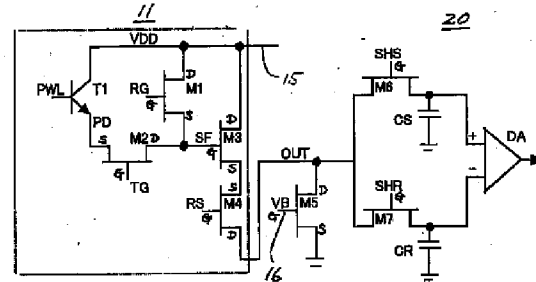 11
20
VDD
15
SHS
G
M6
PWL
T1
RG
G
M1
D
S
D
M3
PD
M2
SF
G
S
CS
DA
+
-
S
G
TG
OUT
SHR
G
M7
RS
G
S
M4
D
VB
G
D
M5
S
16
CR